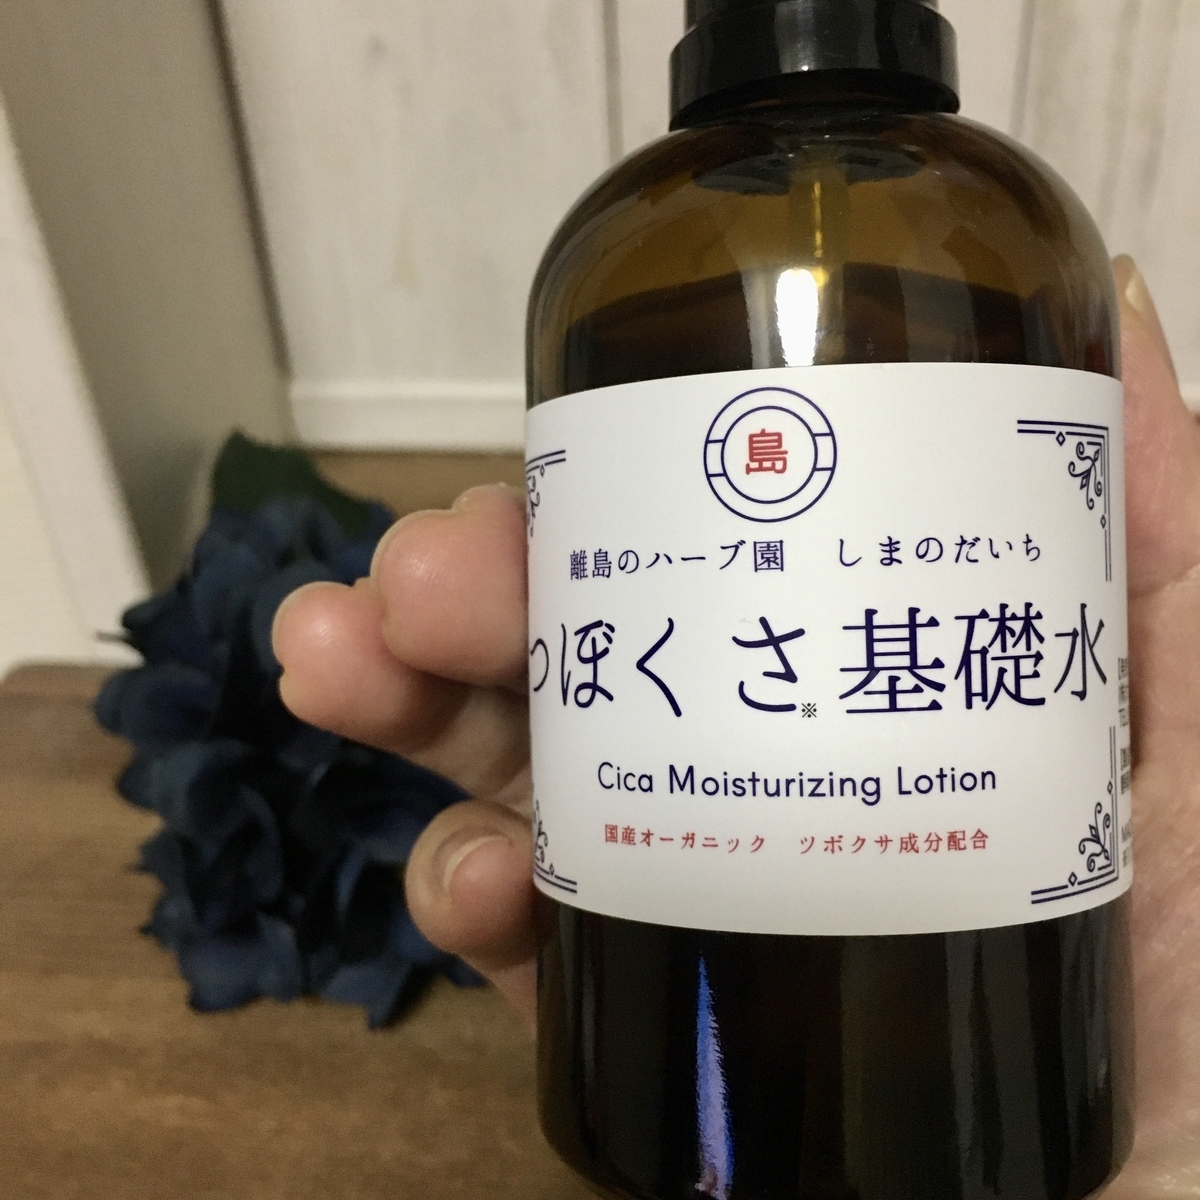 島
離島のハーブ園　しまのだいち
つぼくさ基礎水
※
Cica Moisturizing Lotion
国産オーガニック　ツボクサ成分配合